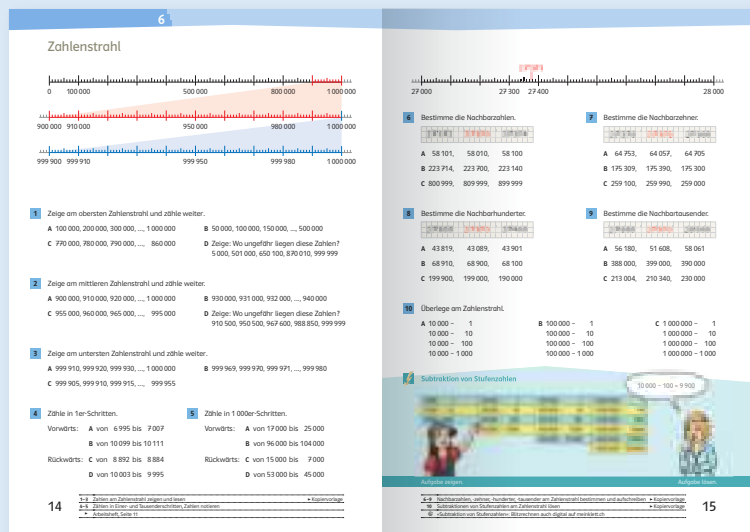 6
Zahlenstrahl
0 100 000 500 000 800 000 1 000 000
900 000 910 000 950 000 980 000 1 000 000
999 900 999 910 999 950 999 980 1 000 000
1 Zeige am obersten Zahlenstrahl und zähle weiter.
A 100 000, 200 000, 300 000, ..., 1 000 000 B 50 000, 100 000, 150 000, ..., 500 000
C 770 000, 780 000, 790 000, ..., 860 000 D Zeige: Wo ungefähr liegen diese Zahlen?
5 000, 501 000, 650 100, 870 010, 999 999
2 Zeige am mittleren Zahlenstrahl und zähle weiter.
A 900 000, 910 000, 920 000, ..., 1 000 000 B 930 000, 931 000, 932 000, ..., 940 000
C 955 000, 960 000, 965 000, ..., 995 000 D Zeige: Wo ungefähr liegen diese Zahlen?
910 500, 950 500, 967 600, 988 850, 999 999
3 Zeige am untersten Zahlenstrahl und zähle weiter.
A 999 910, 999 920, 999 930, ..., 1 000 000 B 999 969, 999 970, 999 971, ..., 999 980
C 999 905, 999 910, 999 915, ..., 999 955
4 Zähle in 1er-Schritten.
Vorwärts: A von 6 995 bis 7 007
B von 10 099 bis 10 111
Rückwärts: C von 8 892 bis 8 884
D von 10 003 bis 9 995
5 Zähle in 1 000er-Schritten.
Vorwärts: A von 17 000 bis 25 000
B von 96 000 bis 104 000
Rückwärts: C von 15 000 bis 7 000
D von 53 000 bis 45 000
14
1–3 Zahlen am Zahlenstrahl zeigen und lesen ▸ Kopiervorlage
4–5 Zählen in Einer- und Tausenderschritten, Zahlen notieren
▸ Arbeitsheft, Seite 11
27 000 27 300 27 400 28 000
6 Bestimme die Nachbarzahlen.
A 58 101, 58 010, 58 100
B 223 714, 223 700, 223 140
C 800 999, 809 999, 899 999
7 Bestimme die Nachbarzehner.
A 64 753, 64 057, 64 705
B 175 309, 175 390, 175 300
C 259 100, 259 990, 259 000
8 Bestimme die Nachbarhunderter.
A 43 819, 43 089, 43 901
B 68 910, 68 900, 68 100
C 199 900, 199 000, 190 000
9 Bestimme die Nachbartausender.
A 56 180, 51 608, 58 061
B 388 000, 399 000, 390 000
C 213 004, 210 340, 230 000
10 Überlege am Zahlenstrahl.
A 10 000 – 1 B 100 000 – 1 C 1 000 000 – 1
10 000 – 10 100 000 – 10 1 000 000 – 10
10 000 – 100 100 000 – 100 1 000 000 – 100
10 000 – 1 000 100 000 – 1 000 1 000 000 – 1 000
Subtraktion von Stufenzahlen
10 000 – 100 = 9 900
Aufgabe zeigen. Aufgabe lösen.
6–9 Nachbarzahlen, -zehner, -hunderter, -tausender am Zahlenstrahl bestimmen und aufschreiben ▸ Kopiervorlage
10 Subtraktionen von Stufenzahlen am Zahlenstrahl lösen ▸ Kopiervorlage
«Subtraktion von Stufenzahlen»: Blitzrechnen auch digital auf meinklett.ch
15